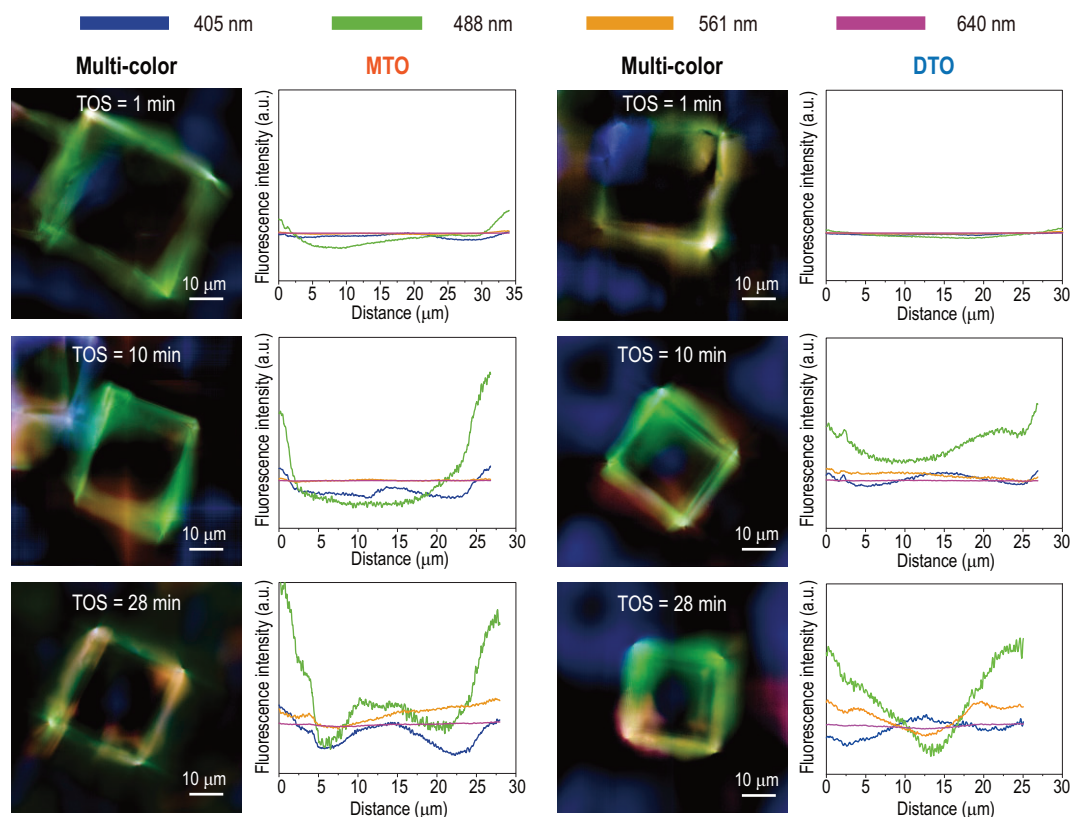 405 nm
488 nm
561 nm
640 nm
Multi-color
MTO
Multi-color
DTO
TOS = 1 min
10 μm
Fluorescence intensity (a.u.)
0 5 10 15 20 25 30 35
Distance (μm)
TOS = 1 min
10 μm
Fluorescence intensity (a.u.)
0 5 10 15 20 25 30
Distance (μm)
TOS = 10 min
10 μm
Fluorescence intensity (a.u.)
0 5 10 15 20 25 30
Distance (μm)
TOS = 10 min
10 μm
Fluorescence intensity (a.u.)
0 5 10 15 20 25 30
Distance (μm)
TOS = 28 min
10 μm
Fluorescence intensity (a.u.)
0 5 10 15 20 25 30
Distance (μm)
TOS = 28 min
10 μm
Fluorescence intensity (a.u.)
0 5 10 15 20 25 30
Distance (μm)